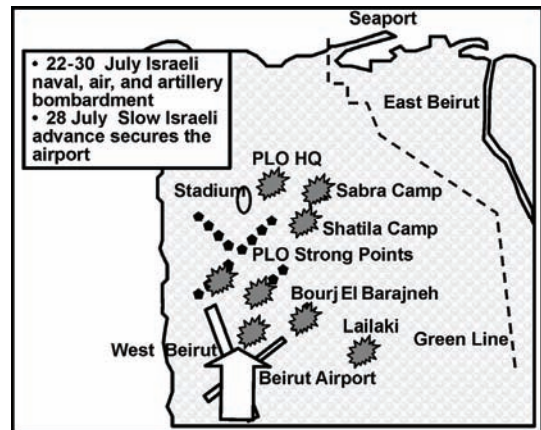 Seaport
• 22-30 July Israeli
naval, air, and artillery
bombardment
• 28 July Slow Israeli
advance secures the
airport
East Beirut
PLO HQ
Stadium
Sabra Camp
Shatila Camp
PLO Strong Points
Bourj El Barajneh
Lailaki
West Beirut
Green Line
Beirut Airport